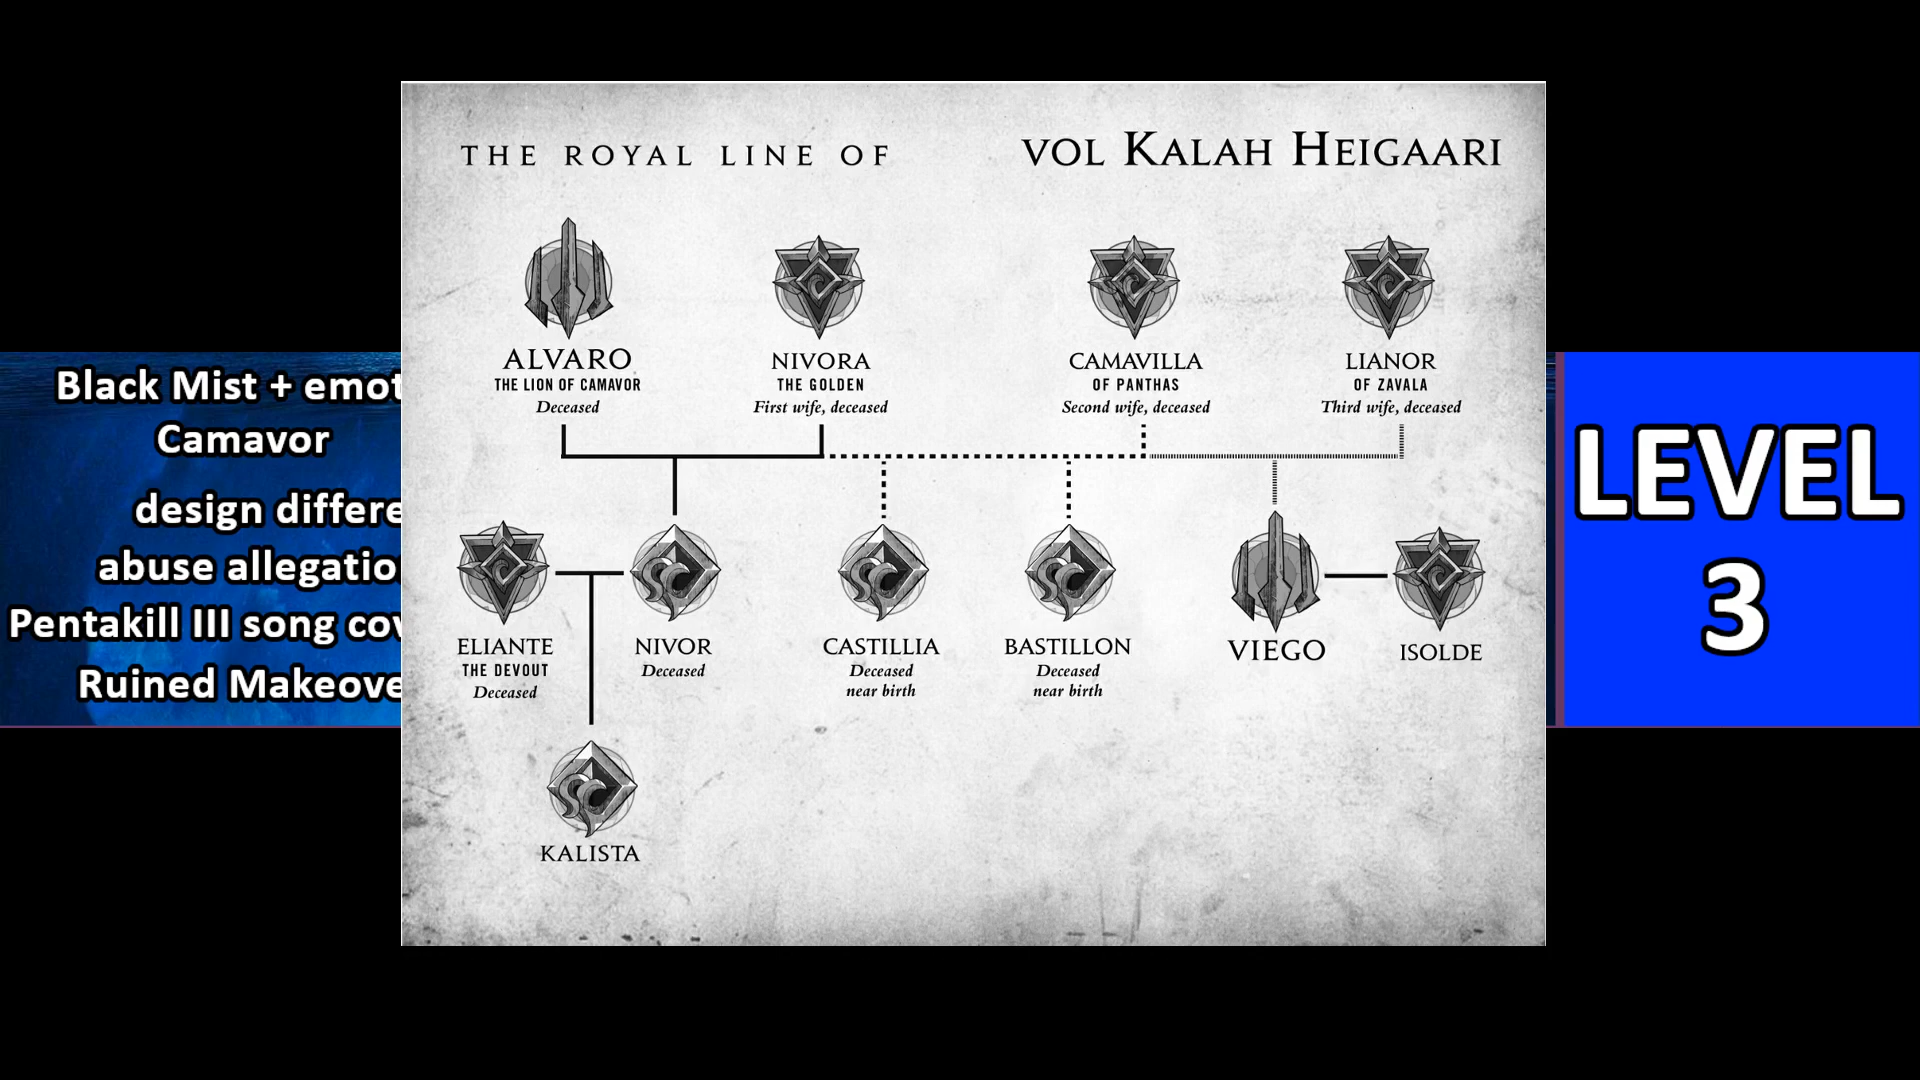 THE ROYAL LINE OF VOL KALAH HEIGAARI
ALVARO
THE LION OF CAMAVOR
Deceased
NIVORA
THE GOLDEN
First wife, deceased
CAMAVILLA
OF PANTHAS
Second wife, deceased
LIANOR
OF ZAVALA
Third wife, deceased
ELIANTE
THE DEVOUT
Deceased
NIVOR
Deceased
CASTILLIA
Deceased
near birth
BASTILLON
Deceased
near birth
VIEGO
ISOLDE
KALISTA
Black Mist + emot
Camavor
design differe
abuse allegatio
Pentakill III song cov
Ruined Makeove
LEVEL
3